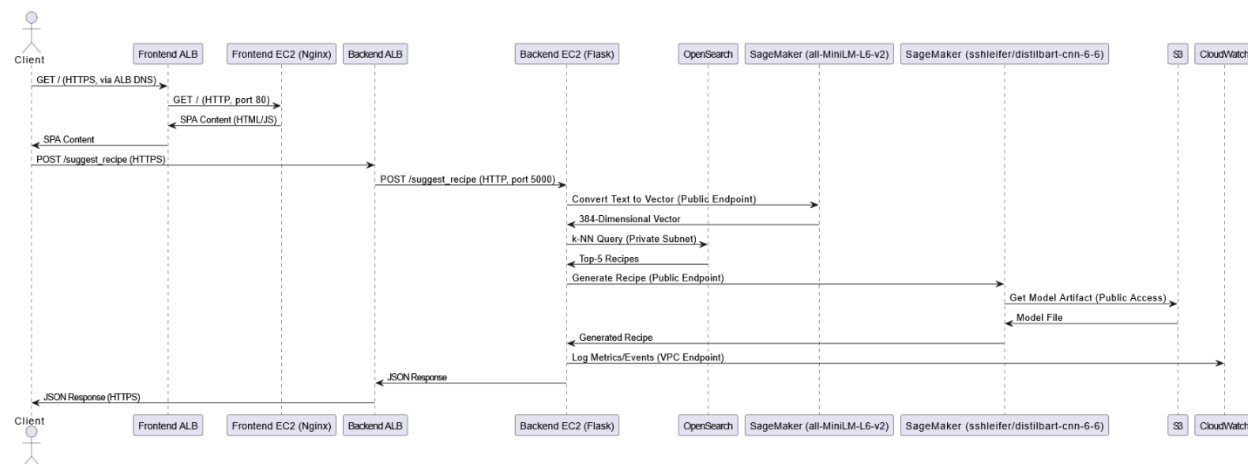 Client
Frontend ALB
Frontend EC2 (Nginx)
Backend ALB
Backend EC2 (Flask)
OpenSearch
SageMaker (all-MiniLM-L6-v2)
SageMaker (sshleifer/distilbart-cnn-6-6)
S3
CloudWatch
GET / (HTTPS, via ALB DNS)
GET / (HTTP, port 80)
SPA Content (HTML/JS)
SPA Content
POST /suggest_recipe (HTTPS)
POST /suggest_recipe (HTTP, port 5000)
Convert Text to Vector (Public Endpoint)
384-Dimensional Vector
k-NN Query (Private Subnet)
Top-5 Recipes
Generate Recipe (Public Endpoint)
Get Model Artifact (Public Access)
Model File
Generated Recipe
Log Metrics/Events (VPC Endpoint)
JSON Response
JSON Response (HTTPS)
Client
Frontend ALB
Frontend EC2 (Nginx)
Backend ALB
Backend EC2 (Flask)
OpenSearch
SageMaker (all-MiniLM-L6-v2)
SageMaker (sshleifer/distilbart-cnn-6-6)
S3
CloudWatch